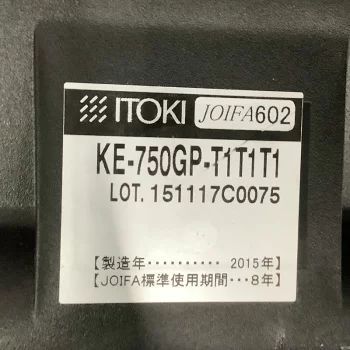 ITOKI JOIFA602
KE-750GP-T1T1T1
LOT. 151117C0075
【製造年‥‥‥‥‥ 2015年】
【JOIFA標準使用期間…8年】